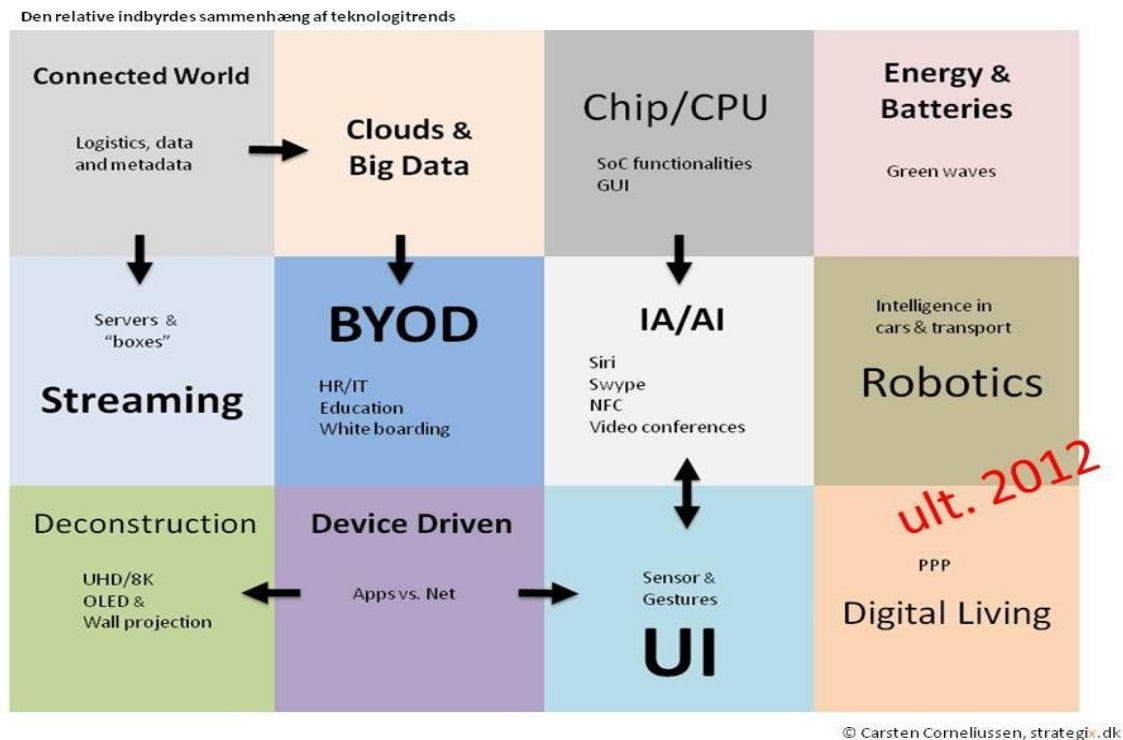 Den relative indbyrdes sammenhæng af teknologitrends
Connected World
Logistics, data
and metadata
Clouds &
Big Data
Chip/CPU
SoC functionalities
GUI
Energy &
Batteries
Green waves
Servers &
“boxes”
Streaming
BYOD
HR/IT
Education
White boarding
IA/AI
Siri
Swype
NFC
Video conferences
Intelligence in
cars & transport
Robotics
ult. 2012
Deconstruction
UHD/8K
OLED &
Wall projection
Device Driven
Apps vs. Net
Sensor &
Gestures
UI
PPP
Digital Living
© Carsten Corneliussen, strategix.dk